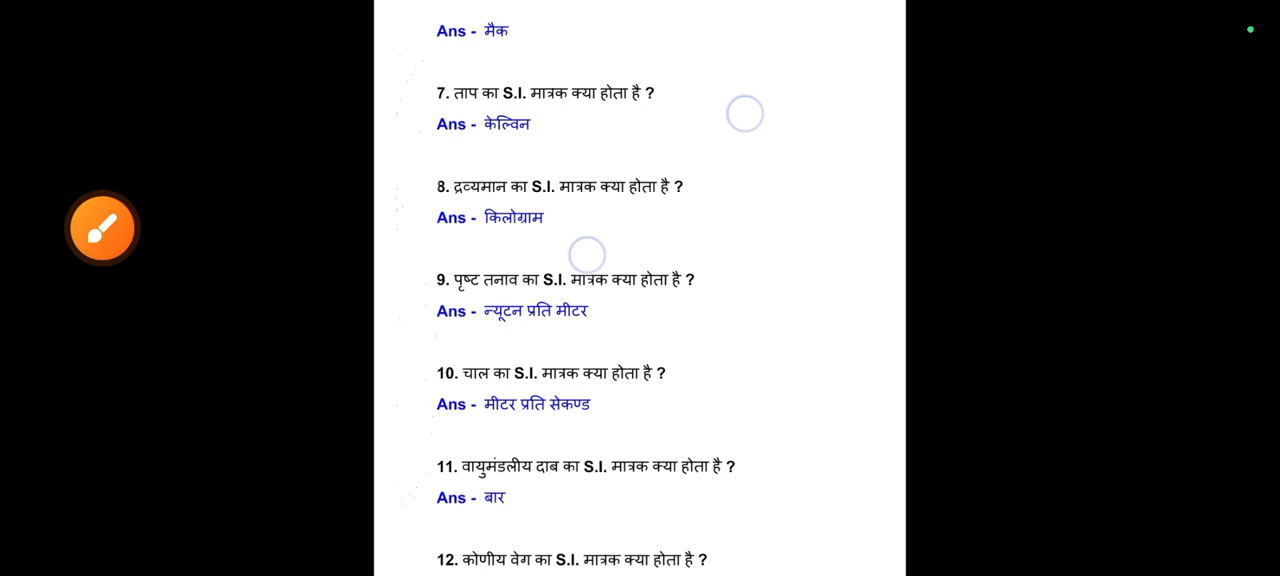 Ans - मैक
7. ताप का S.I. मात्रक क्या होता है ?
Ans - केल्विन
8. द्रव्यमान का S.I. मात्रक क्या होता है ?
Ans - किलोग्राम
9. पृष्ट तनाव का S.I. मात्रक क्या होता है ?
Ans - न्यूटन प्रति मीटर
10. चाल का S.I. मात्रक क्या होता है ?
Ans - मीटर प्रति सेकण्ड
11. वायुमंडलीय दाब का S.I. मात्रक क्या होता है ?
Ans - बार
12. कोणीय वेग का S.I. मात्रक क्या होता है ?